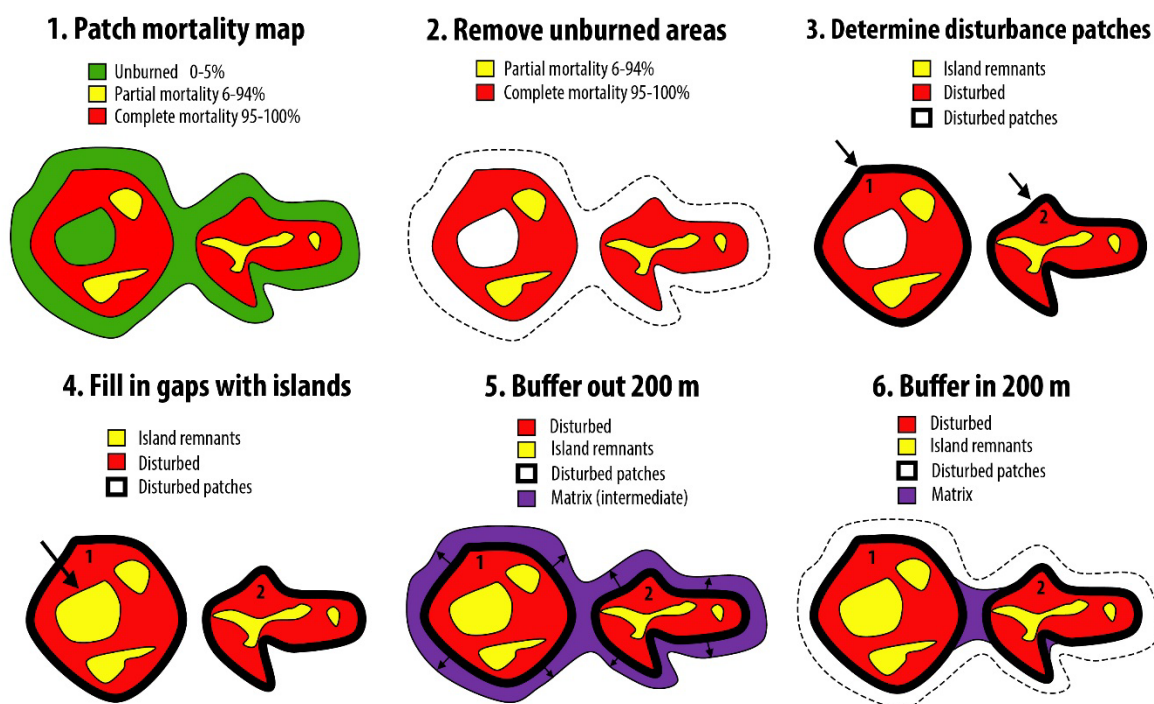 1. Patch mortality map
Unburned 0-5%
Partial mortality 6-94%
Complete mortality 95-100%
2. Remove unburned areas
Partial mortality 6-94%
Complete mortality 95-100%
3. Determine disturbance patches
Island remnants
Disturbed
Disturbed patches
1
2
4. Fill in gaps with islands
Island remnants
Disturbed
Disturbed patches
1
2
5. Buffer out 200 m
Disturbed
Island remnants
Disturbed patches
Matrix (intermediate)
1
2
6. Buffer in 200 m
Disturbed
Island remnants
Disturbed patches
Matrix
1
2